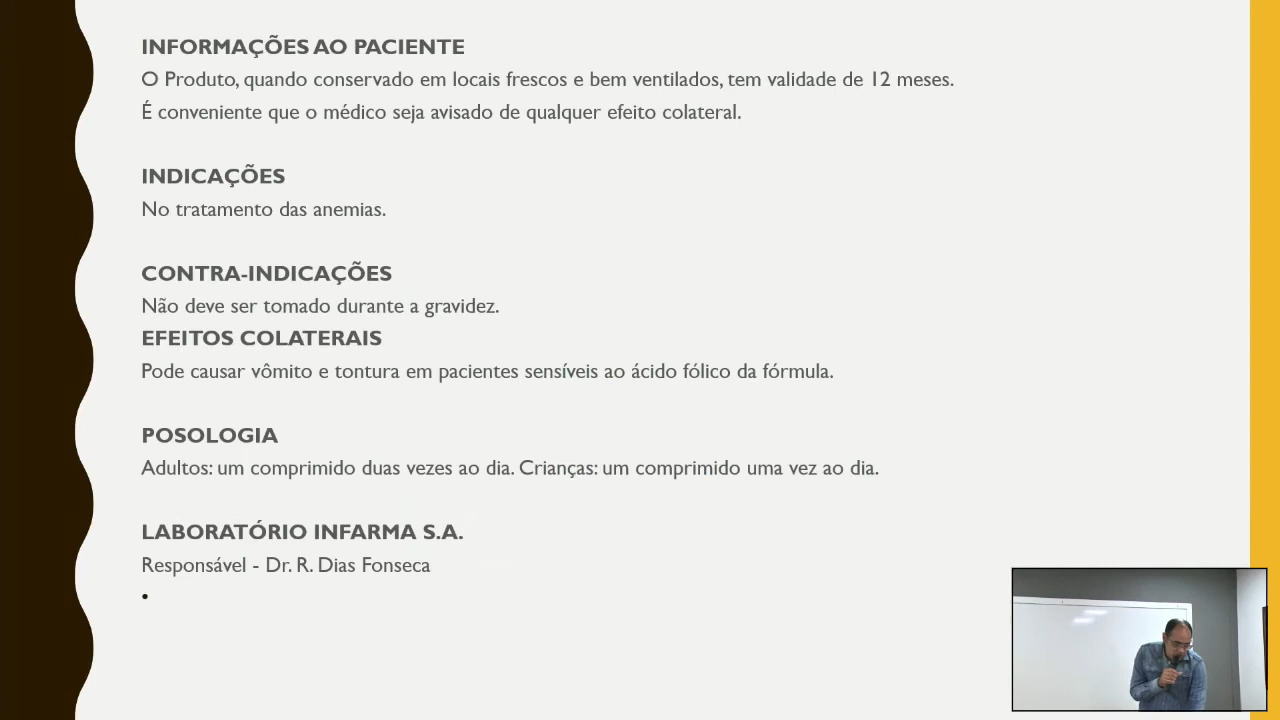 INFORMAÇÕES AO PACIENTE
O Produto, quando conservado em locais frescos e bem ventilados, tem validade de 12 meses.
É conveniente que o médico seja avisado de qualquer efeito colateral.
INDICAÇÕES
No tratamento das anemias.
CONTRA-INDICAÇÕES
Não deve ser tomado durante a gravidez.
EFEITOS COLATERAIS
Pode causar vômito e tontura em pacientes sensíveis ao ácido fólico da fórmula.
POSOLOGIA
Adultos: um comprimido duas vezes ao dia. Crianças: um comprimido uma vez ao dia.
LABORATÓRIO INFARMA S.A.
Responsável - Dr. R. Dias Fonseca
•